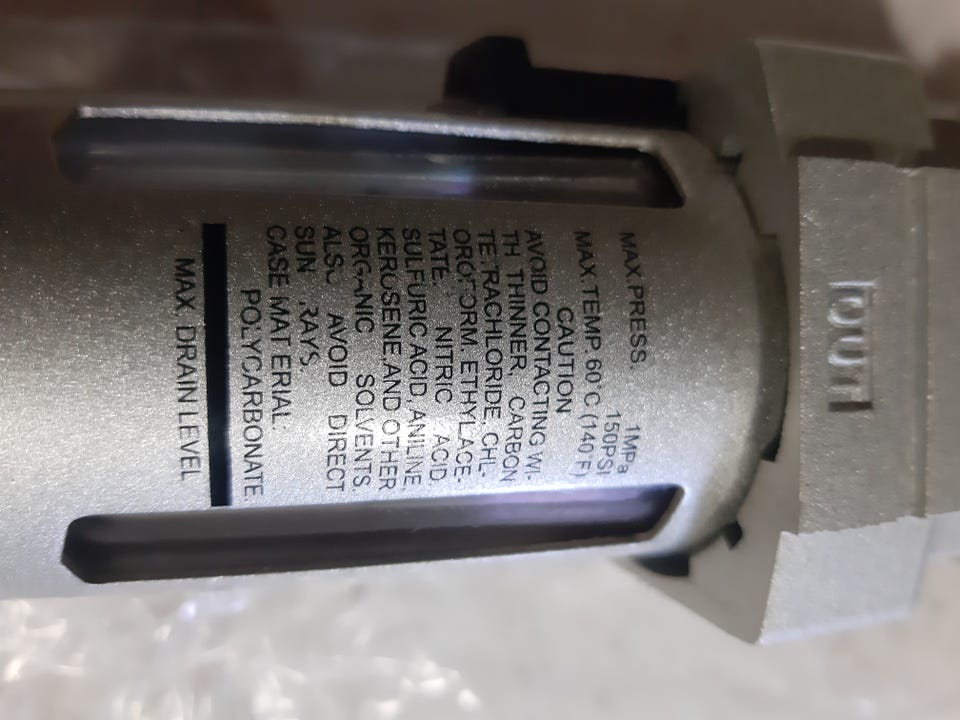 OUT
MAX.PRESS. 1MPa
150PSI
MAX.TEMP. 60°C (140°F)
CAUTION
AVOID CONTACTING WI-
TH THINNER, CARBON
TETRACHLORIDE, CHL-
OROFORM, ETHYLACE-
TATE, NITRIC ACID,
SULFURIC ACID, ANILINE,
KEROSENE, AND OTHER
ORGANIC SOLVENTS.
ALSO AVOID DIRECT
SUN RAYS.
CASE MATERIAL:
POLYCARBONATE
MAX. DRAIN LEVEL